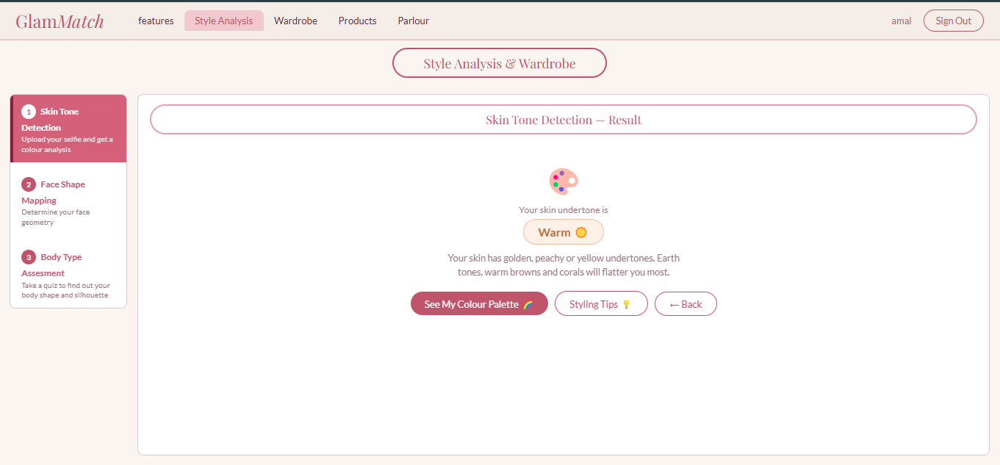 GlamMatch
features
Style Analysis
Wardrobe
Products
Parlour
amal
Sign Out
Style Analysis & Wardrobe
1 Skin Tone
Detection
Upload your selfie and get a
colour analysis
2 Face Shape
Mapping
Determine your face
geometry
3 Body Type
Assesment
Take a quiz to find out your
body shape and silhouette
Skin Tone Detection — Result
Your skin undertone is
Warm
Your skin has golden, peachy or yellow undertones. Earth
tones, warm browns and corals will flatter you most.
See My Colour Palette
Styling Tips
← Back